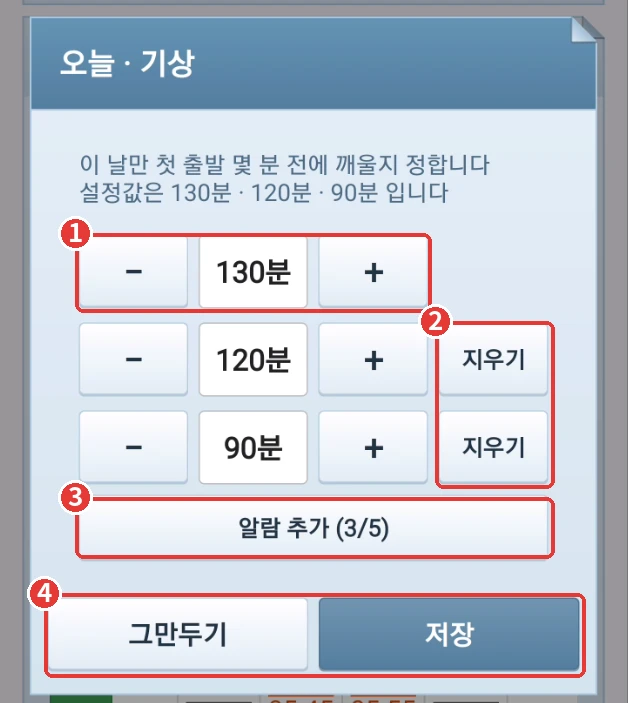 오늘 · 기상
이 날만 첫 출발 몇 분 전에 깨울지 정합니다
설정값은 130분 · 120분 · 90분 입니다
1
− 130분 +
2
− 120분 + 지우기
− 90분 + 지우기
3
알람 추가 (3/5)
4
그만두기 저장